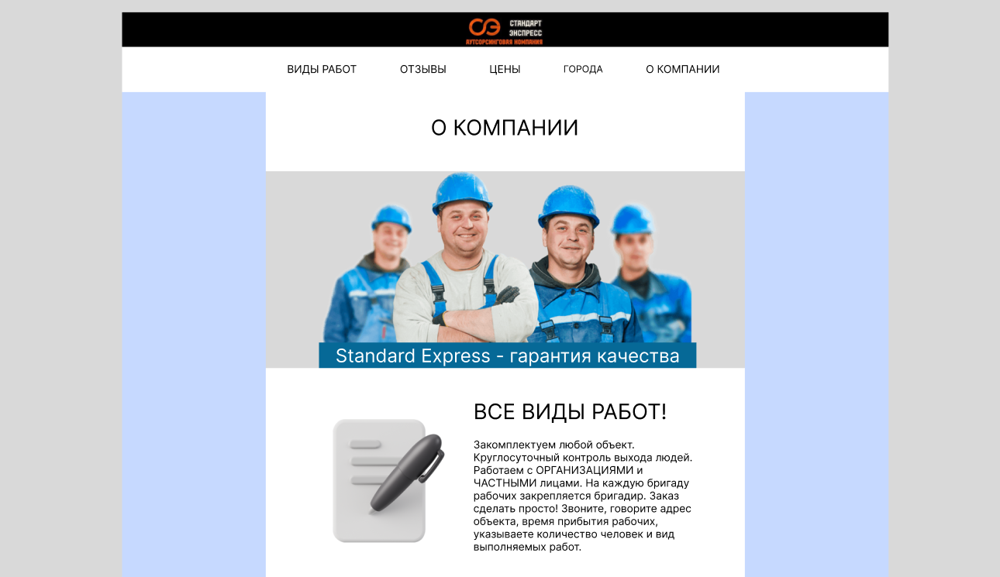 СЭ СТАНДАРТ
ЭКСПРЕСС
АУТСОРСИНГОВАЯ КОМПАНИЯ
ВИДЫ РАБОТ ОТЗЫВЫ ЦЕНЫ ГОРОДА О КОМПАНИИ
О КОМПАНИИ
Standard Express - гарантия качества
ВСЕ ВИДЫ РАБОТ!
Закомплектуем любой объект.
Круглосуточный контроль выхода людей.
Работаем с ОРГАНИЗАЦИЯМИ и
ЧАСТНЫМИ лицами. На каждую бригаду
рабочих закрепляется бригадир. Заказ
сделать просто! Звоните, говорите адрес
объекта, время прибытия рабочих,
указываете количество человек и вид
выполняемых работ.